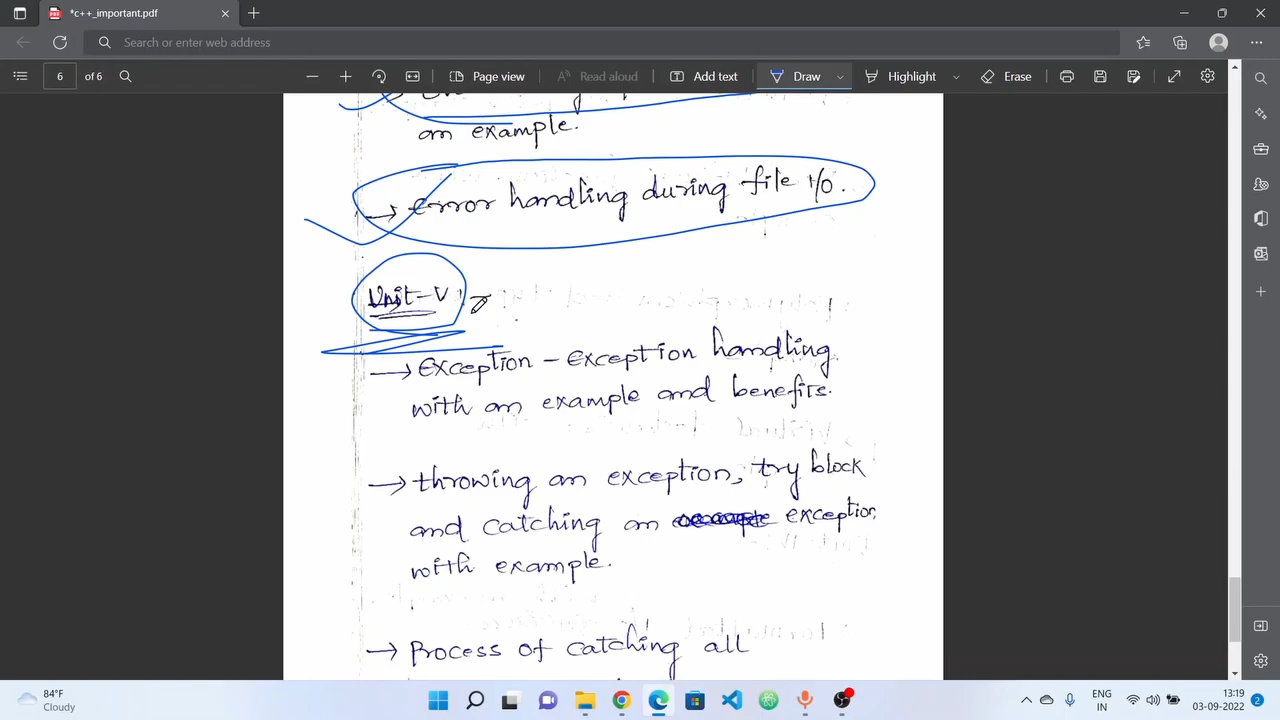 *c++_important.pdf
Search or enter web address
6 of 6 Page view Read aloud Add text Draw Highlight Erase
an example.
→ error handling during file I/O.
Unit-V
→ Exception - exception handling
with an example and benefits.
→ throwing an exception, try block
and catching an exception
with example.
→ Process of catching all
84°F
Cloudy
ENG
IN
13:19
03-09-2022
2